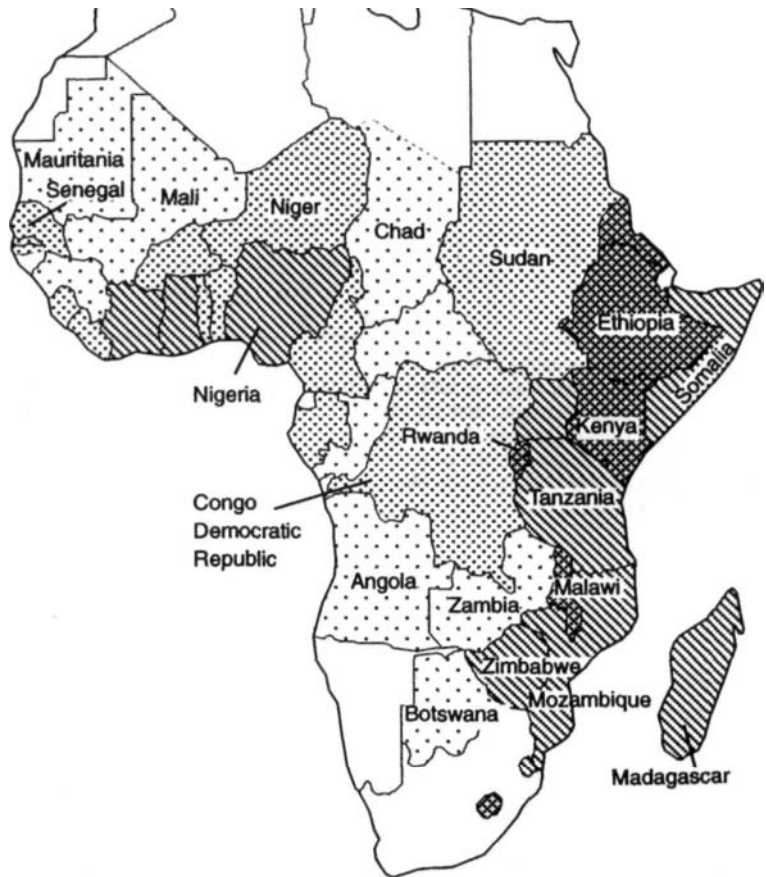 Mauritania
Senegal
Mali
Niger
Chad
Sudan
Ethiopia
Somalia
Nigeria
Rwanda
Kenya
Congo
Democratic
Republic
Tanzania
Angola
Zambia
Malawi
Zimbabwe
Mozambique
Botswana
Madagascar